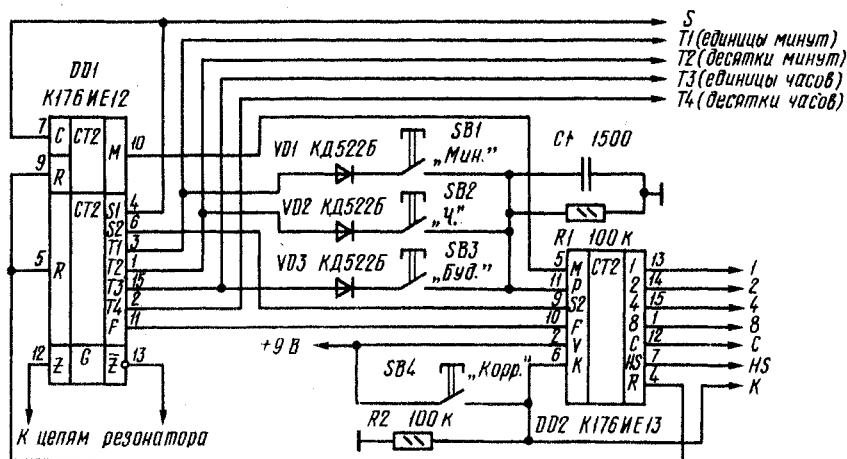 S
T1 (единицы минут)
T2 (десятки минут)
T3 (единицы часов)
T4 (десятки часов)
DD1
К176ИЕ12
7 C CT2 M 10
9 R
CT2
S1 4
S2 6
T1 3
5 R T2 1
T3 15
T4 2
F 11
12 Z G Z̅ 13
К цепям резонатора
VD1 КД522Б
SB1
„Мин."
VD2 КД522Б
SB2
„Ч."
VD3 КД522Б
SB3
„Буд."
C1 1500
R1 100 к
5 M CT2 1 13 1
11 P 2 14 2
9 S2 4 15 4
10 F 8 1 8
2 V C 12 C
6 K HS 7 HS
R 4 K
+9 В
SB4 „Корр."
R2 100 к
DD2 К176ИЕ13